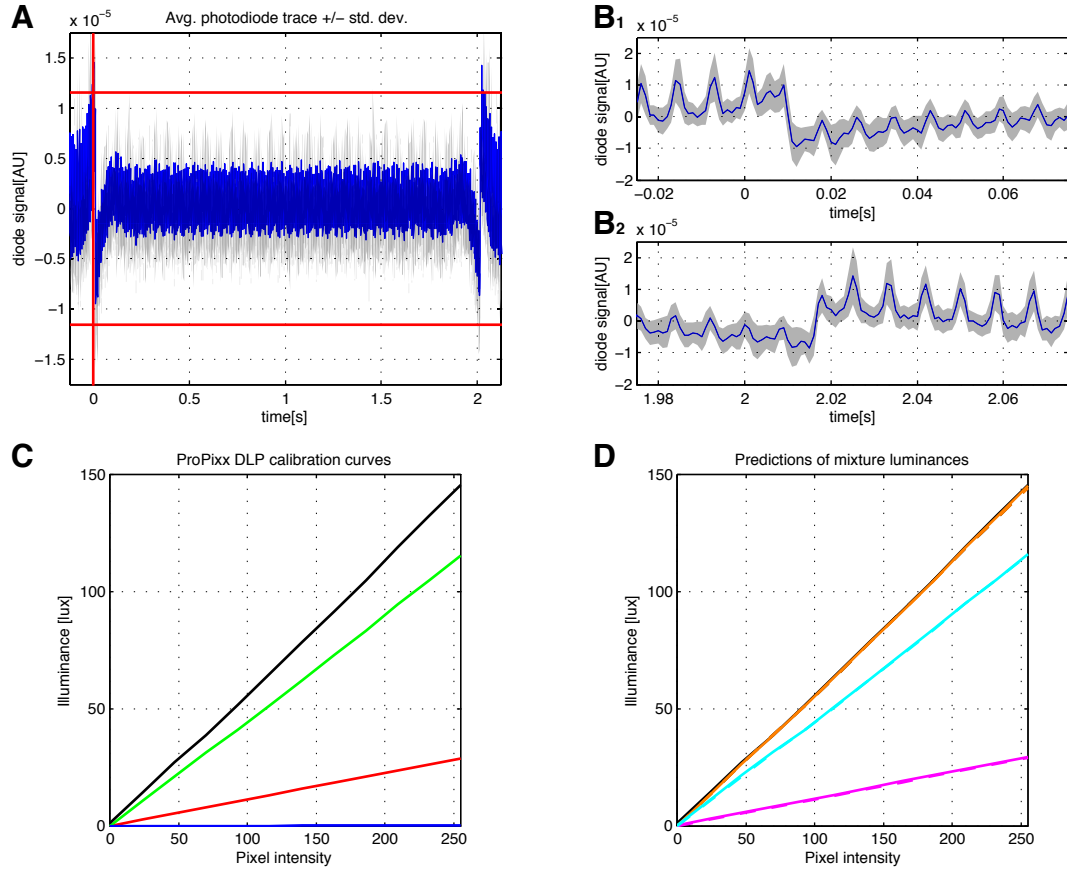 A
Avg. photodiode trace +/− std. dev.
x 10⁻⁵
1.5
1
0.5
0
−0.5
−1
−1.5
diode signal[AU]
0 0.5 1 1.5 2
time[s]
B₁
x 10⁻⁵
2
1
0
−1
−2
diode signal[AU]
−0.02 0 0.02 0.04 0.06
time[s]
B₂
x 10⁻⁵
2
1
0
−1
−2
diode signal[AU]
1.98 2 2.02 2.04 2.06
time[s]
C
ProPixx DLP calibration curves
150
100
50
0
Illuminance [lux]
0 50 100 150 200 250
Pixel intensity
D
Predictions of mixture luminances
150
100
50
0
Illuminance [lux]
0 50 100 150 200 250
Pixel intensity